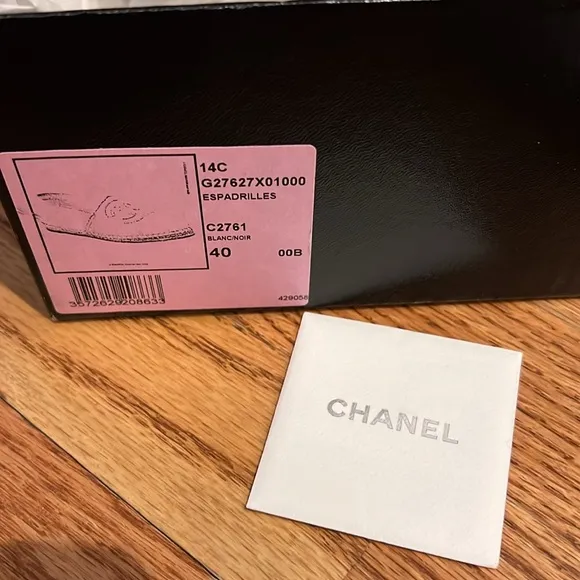 14C
G27627X01000
ESPADRILLES
C2761
BLANC/NOIR
40 00B
3572629208633
429058
CHANEL